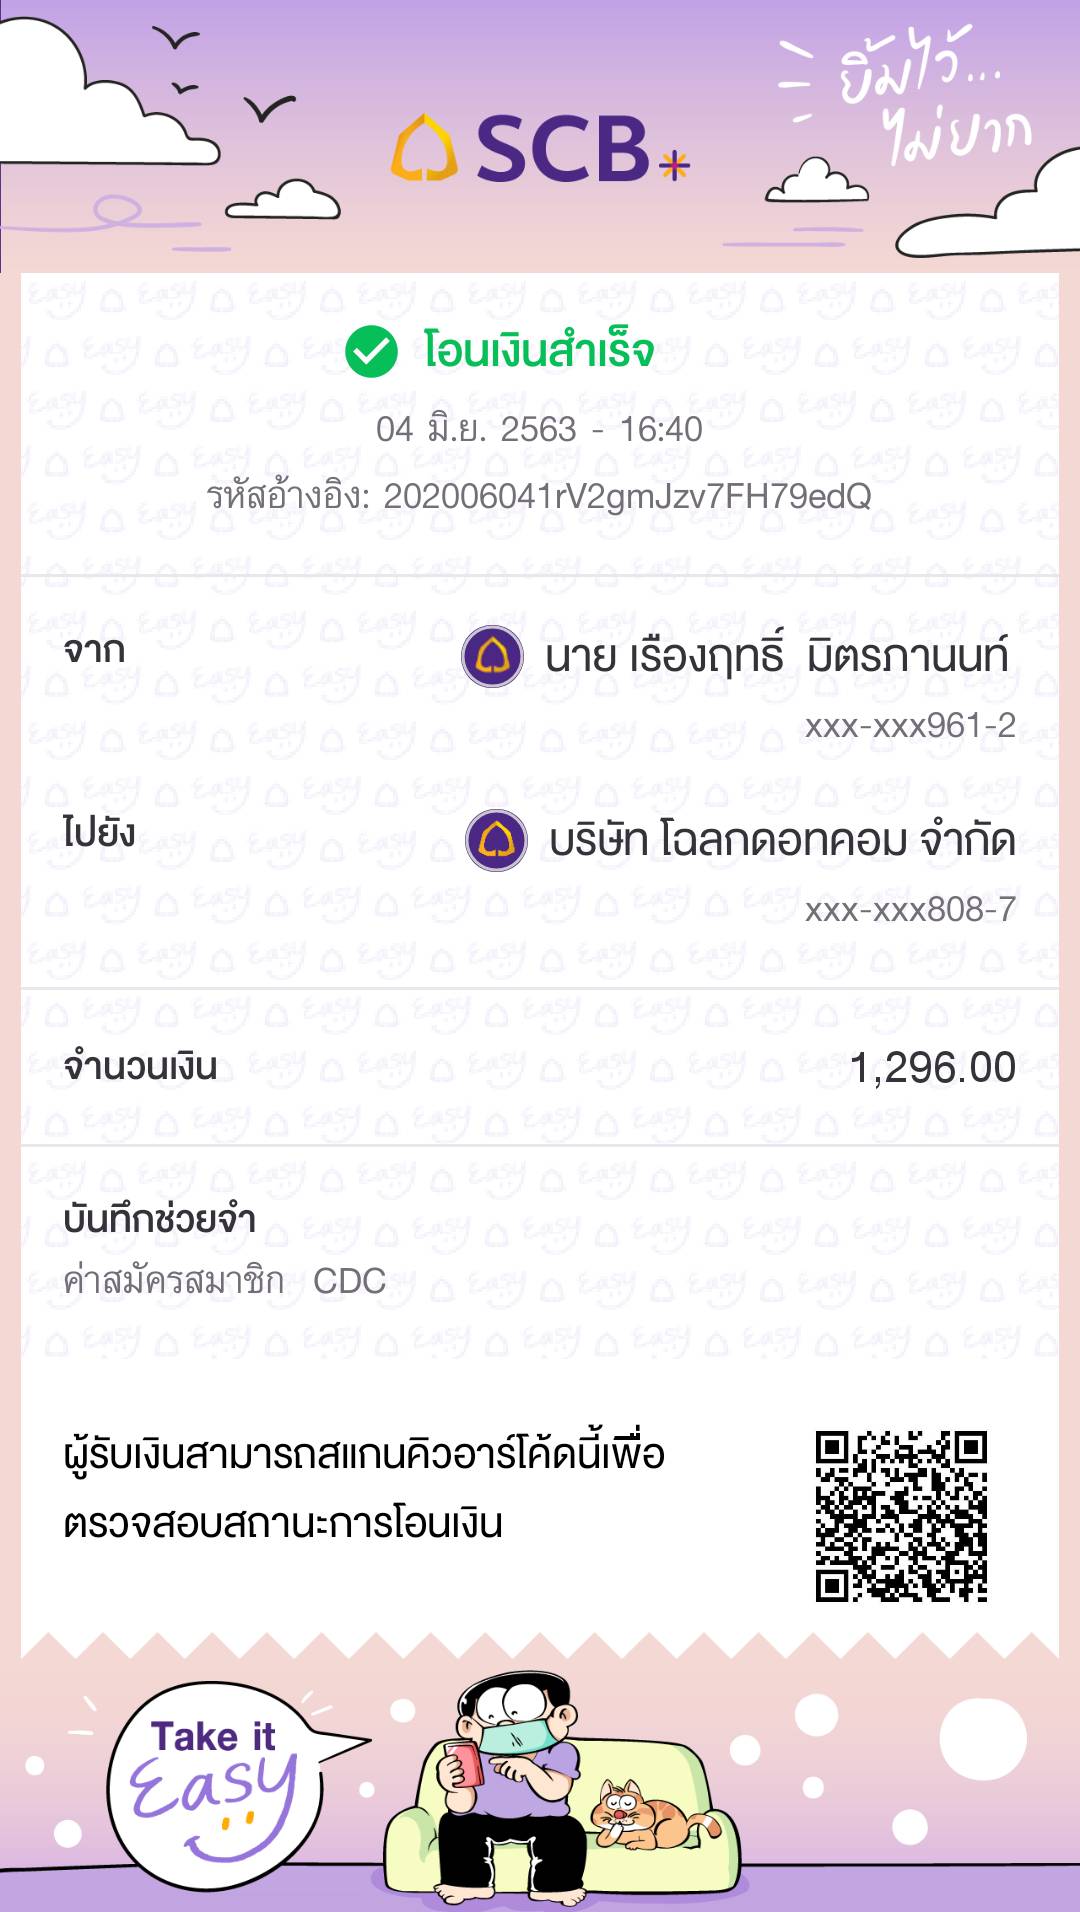 ยิ้มไว้...
ไม่ยาก
SCB
โอนเงินสำเร็จ
04 มิ.ย. 2563 - 16:40
รหัสอ้างอิง: 202006041rV2gmJzv7FH79edQ
จาก
นาย เรืองฤทธิ์ มิตรภานนท์
xxx-xxx961-2
ไปยัง
บริษัท โฉลกดอทคอม จำกัด
xxx-xxx808-7
จำนวนเงิน
1,296.00
บันทึกช่วยจำ
ค่าสมัครสมาชิก CDC
ผู้รับเงินสามารถสแกนคิวอาร์โค้ดนี้เพื่อ
ตรวจสอบสถานะการโอนเงิน
Take it
Easy